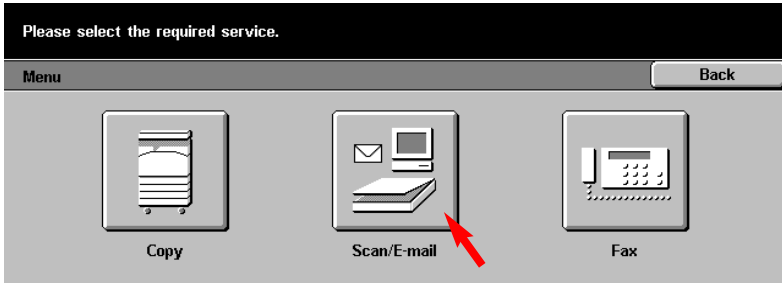 Please select the required service.
Menu
Back
Copy
Scan/E-mail
Fax